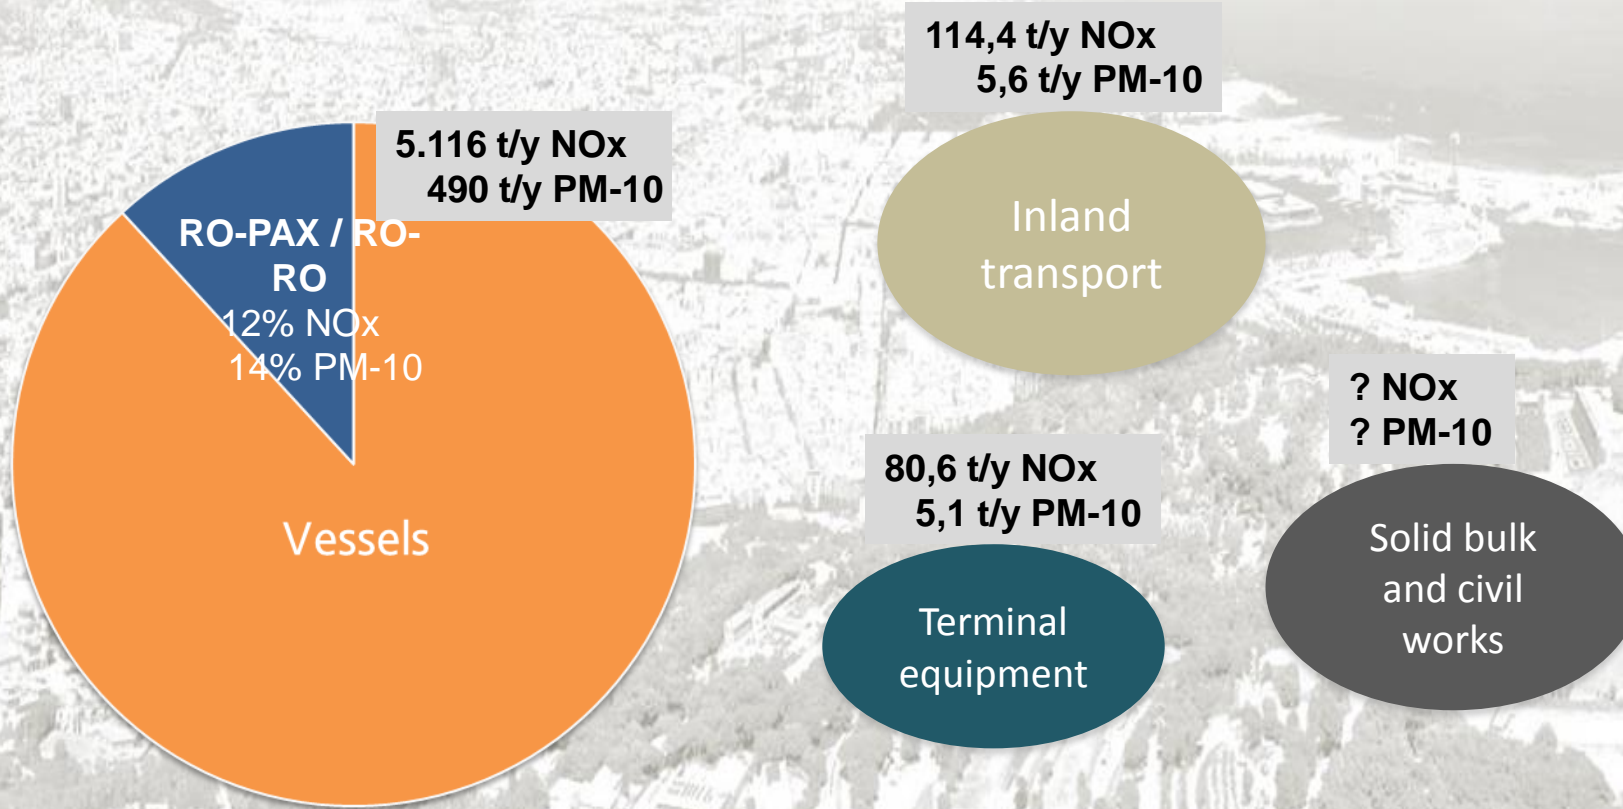 5.116 t/y NOx
490 t/y PM-10
RO-PAX / RO-
RO
12% NOx
14% PM-10
Vessels
114,4 t/y NOx
5,6 t/y PM-10
Inland
transport
80,6 t/y NOx
5,1 t/y PM-10
Terminal
equipment
? NOx
? PM-10
Solid bulk
and civil
works